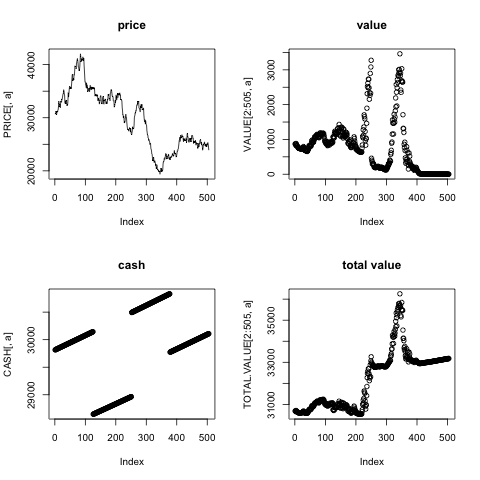 price
PRICE[, a]
20000 30000 40000
0 100 200 300 400 500
Index
value
VALUE[2:505, a]
0 1000 2000 3000
0 100 200 300 400 500
Index
cash
CASH[, a]
29000 30000
0 100 200 300 400 500
Index
total value
TOTAL.VALUE[2:505, a]
31000 33000 35000
0 100 200 300 400 500
Index